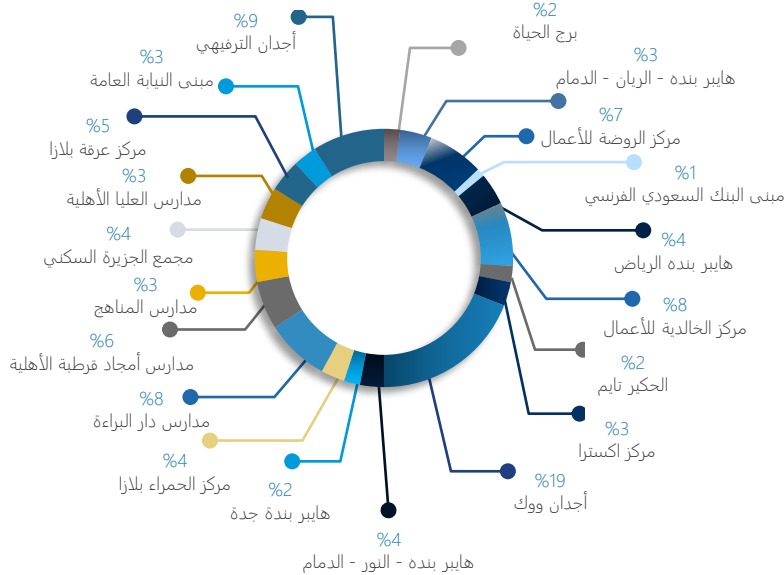 %2
برج الحياة
%3
هايبر بنده - الريان - الدمام
%7
مركز الروضة للأعمال
%1
مبنى البنك السعودي الفرنسي
%4
هايبر بنده الرياض
%8
مركز الخالدية للأعمال
%2
الحكير تايم
%3
مركز اكسترا
%19
أجدان ووك
%4
هايبر بنده - النور - الدمام
%2
هايبر بندة جدة
%4
مركز الحمراء بلازا
%8
مدارس دار البراءة
%6
مدارس أمجاد قرطبة الأهلية
%3
مدارس المناهج
%4
مجمع الجزيرة السكني
%3
مدارس العليا الأهلية
%5
مركز عرقة بلازا
%3
مبنى النيابة العامة
%9
أجدان الترفيهي